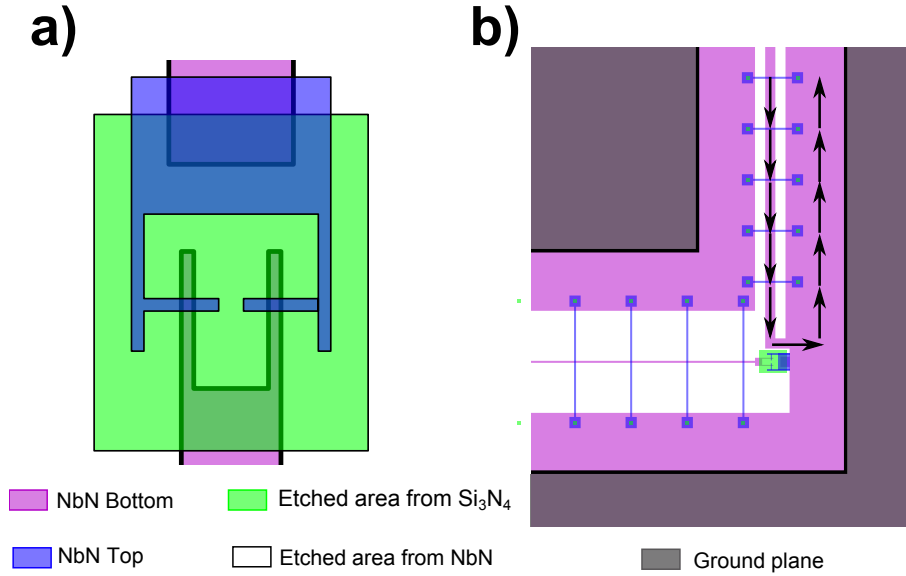 a)
b)
NbN Bottom
Etched area from Si₃N₄
NbN Top
Etched area from NbN
Ground plane